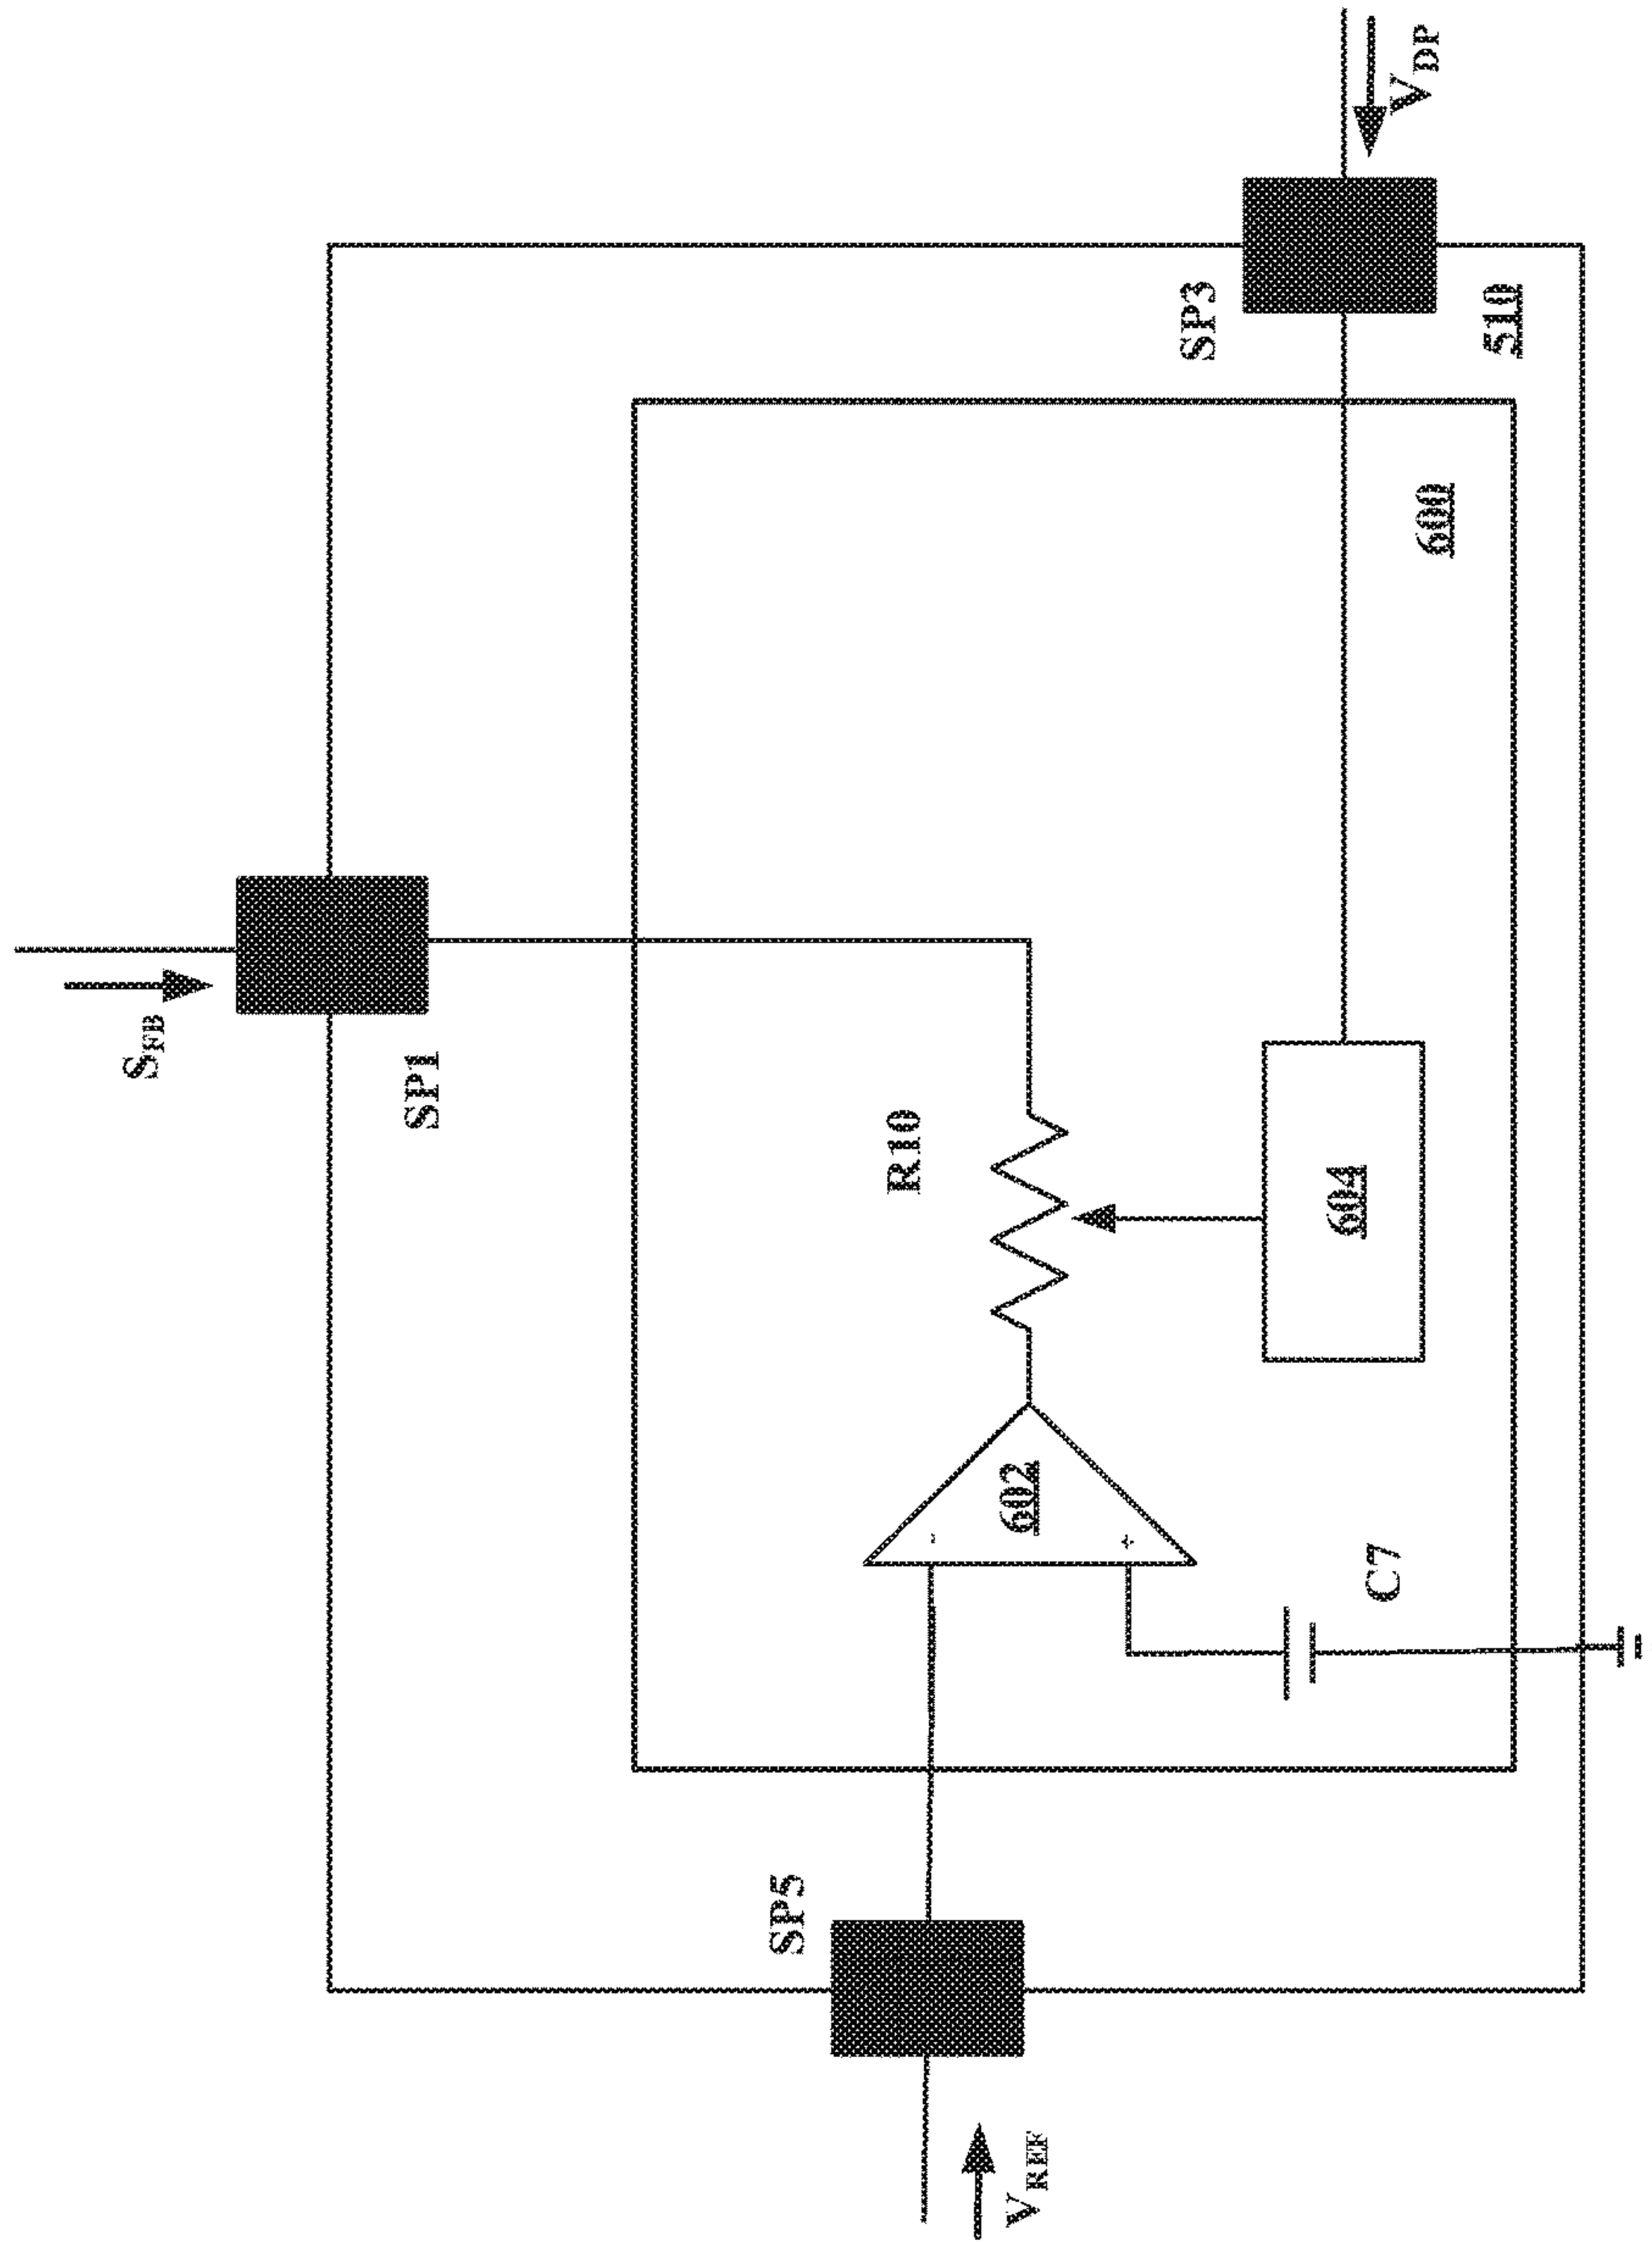 S_FB
SP1
R10
SP5
V_REF
-
602
+
C7
604
600
SP3
510
V_DP